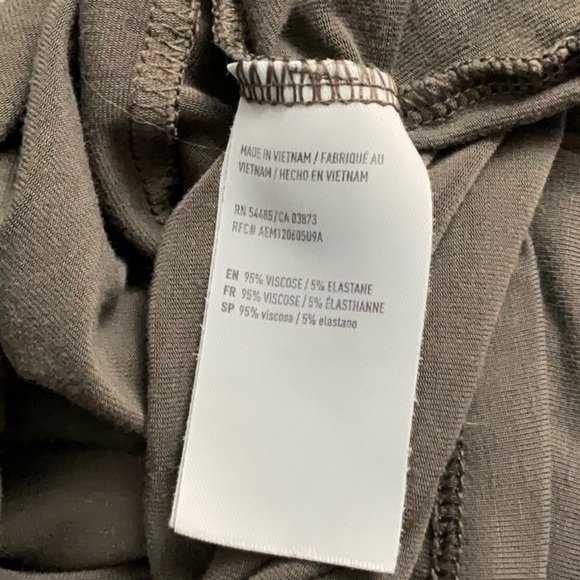 MADE IN VIETNAM / FABRIQUÉ AU
VIETNAM / HECHO EN VIETNAM
RN 54485/CA 03873
RFC# AEM120605U9A
EN 95% VISCOSE / 5% ELASTANE
FR 95% VISCOSE / 5% ÉLASTHANNE
SP 95% viscosa / 5% elastano